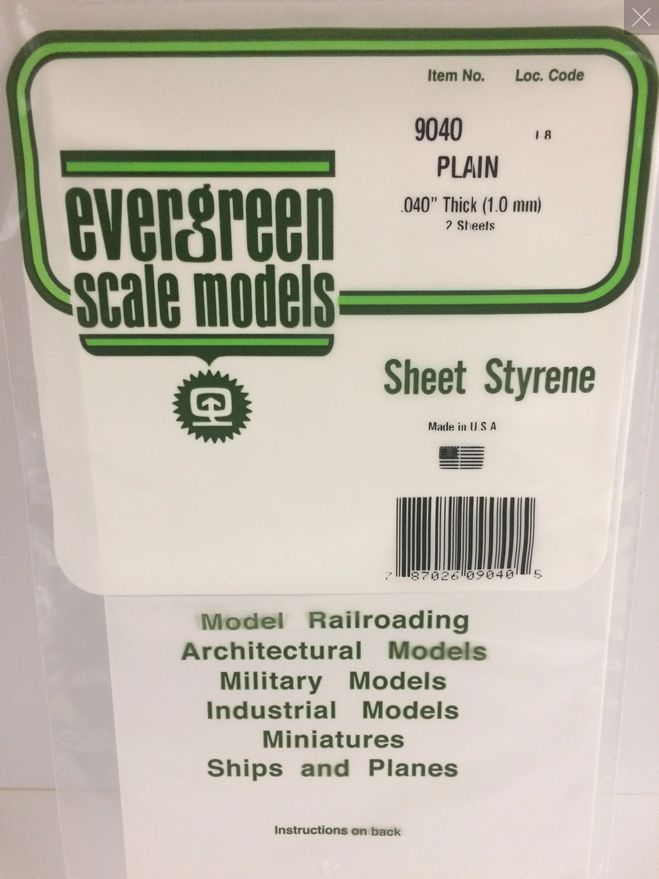 Item No. Loc. Code
9040 18
PLAIN
.040" Thick (1.0 mm)
2 Sheets
evergreen
scale models
Sheet Styrene
Made in U S A
7 87026 09040 5
Model Railroading
Architectural Models
Military Models
Industrial Models
Miniatures
Ships and Planes
Instructions on back